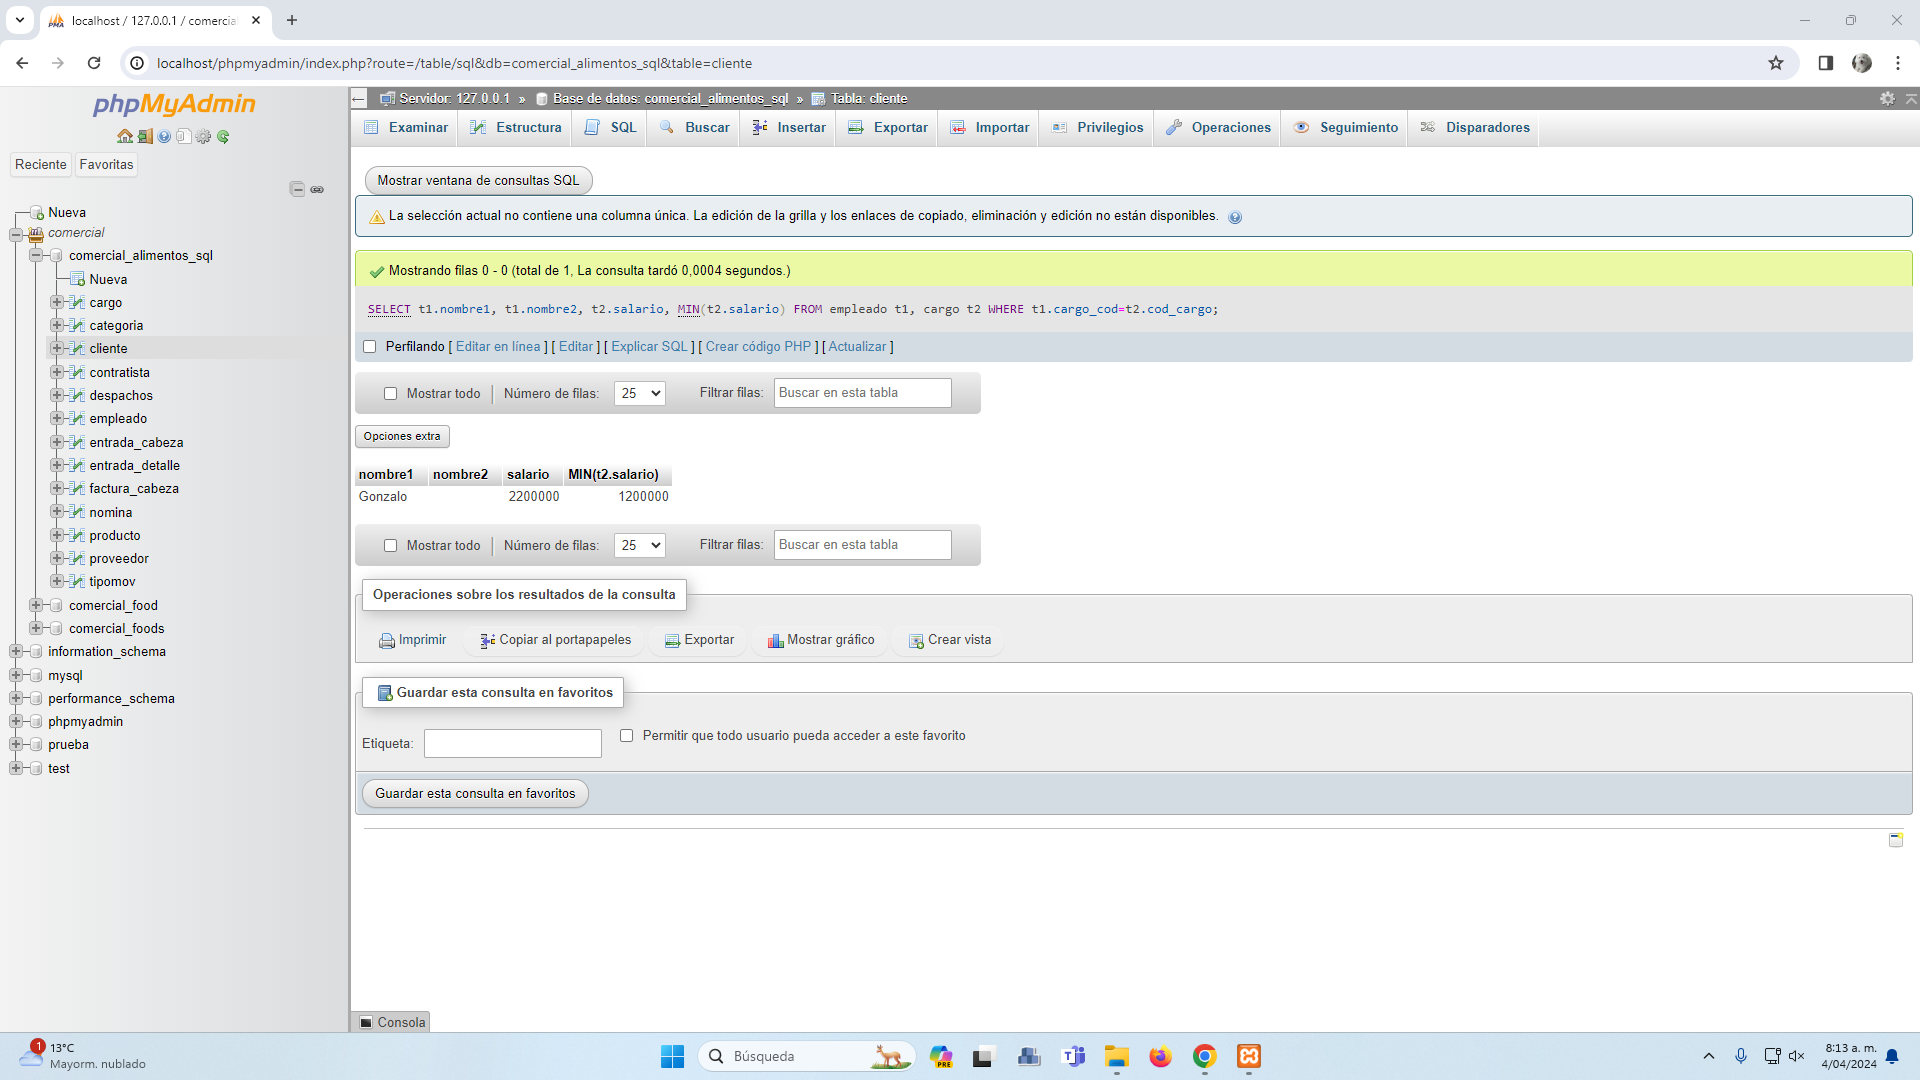 localhost / 127.0.0.1 / comercia
localhost/phpmyadmin/index.php?route=/table/sql&db=comercial_alimentos_sql&table=cliente
phpMyAdmin
Reciente
Favoritas
Nueva
comercial
comercial_alimentos_sql
Nueva
cargo
categoria
cliente
contratista
despachos
empleado
entrada_cabeza
entrada_detalle
factura_cabeza
nomina
producto
proveedor
tipomov
comercial_food
comercial_foods
information_schema
mysql
performance_schema
phpmyadmin
prueba
test
Servidor: 127.0.0.1 » Base de datos: comercial_alimentos_sql » Tabla: cliente
Examinar Estructura SQL Buscar Insertar Exportar Importar Privilegios Operaciones Seguimiento Disparadores
Mostrar ventana de consultas SQL
La selección actual no contiene una columna única. La edición de la grilla y los enlaces de copiado, eliminación y edición no están disponibles.
Mostrando filas 0 - 0 (total de 1, La consulta tardó 0,0004 segundos.)
SELECT t1.nombre1, t1.nombre2, t2.salario, MIN(t2.salario) FROM empleado t1, cargo t2 WHERE t1.cargo_cod=t2.cod_cargo;
Perfilando [ Editar en línea ] [ Editar ] [ Explicar SQL ] [ Crear código PHP ] [ Actualizar ]
Mostrar todo Número de filas: 25 Filtrar filas: Buscar en esta tabla
Opciones extra
nombre1 nombre2 salario MIN(t2.salario)
Gonzalo 2200000 1200000
Mostrar todo Número de filas: 25 Filtrar filas: Buscar en esta tabla
Operaciones sobre los resultados de la consulta
Imprimir Copiar al portapapeles Exportar Mostrar gráfico Crear vista
Guardar esta consulta en favoritos
Etiqueta: Permitir que todo usuario pueda acceder a este favorito
Guardar esta consulta en favoritos
Consola
1
13°C
Mayorm. nublado
Búsqueda
PRE
8:13 a. m.
4/04/2024